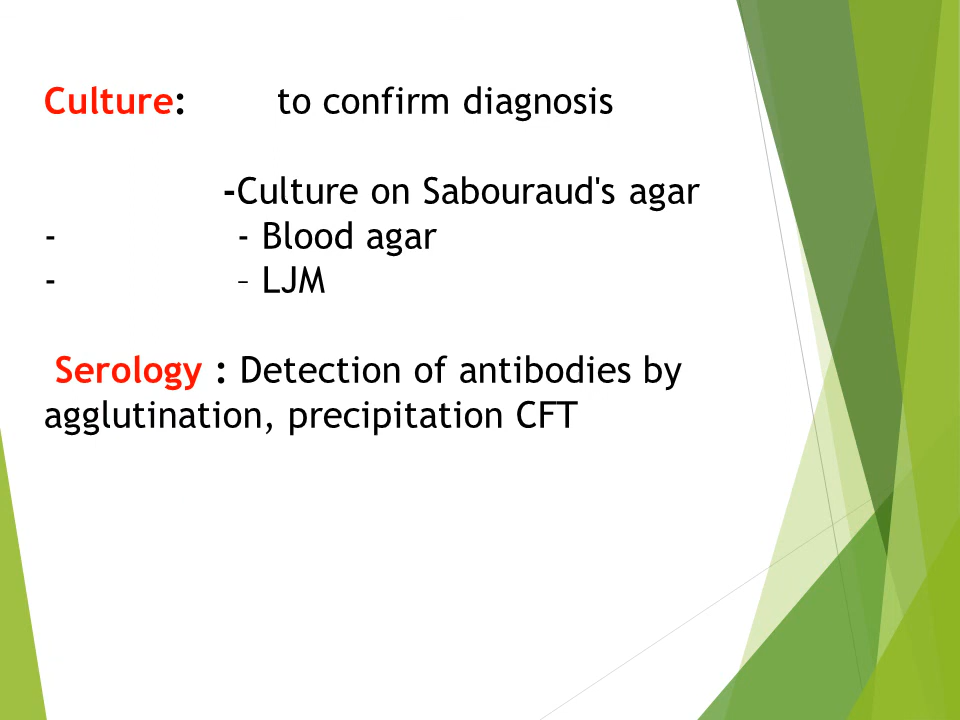 Culture: to confirm diagnosis
-Culture on Sabouraud's agar
- - Blood agar
- – LJM
Serology : Detection of antibodies by
agglutination, precipitation CFT